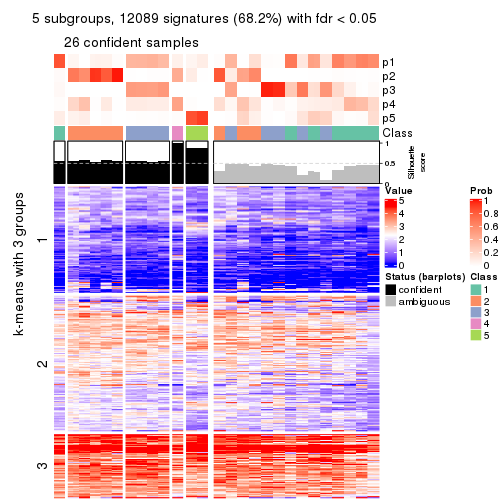 5 subgroups, 12089 signatures (68.2%) with fdr < 0.05
26 confident samples
p1
p2
p3
p4
p5
Class
1
0.5
0
Silhouette
score
k-means with 3 groups
1
2
3
Value
5
4
3
2
1
0
Prob
1
0.8
0.6
0.4
0.2
0
Status (barplots)
confident
ambiguous
Class
1
2
3
4
5